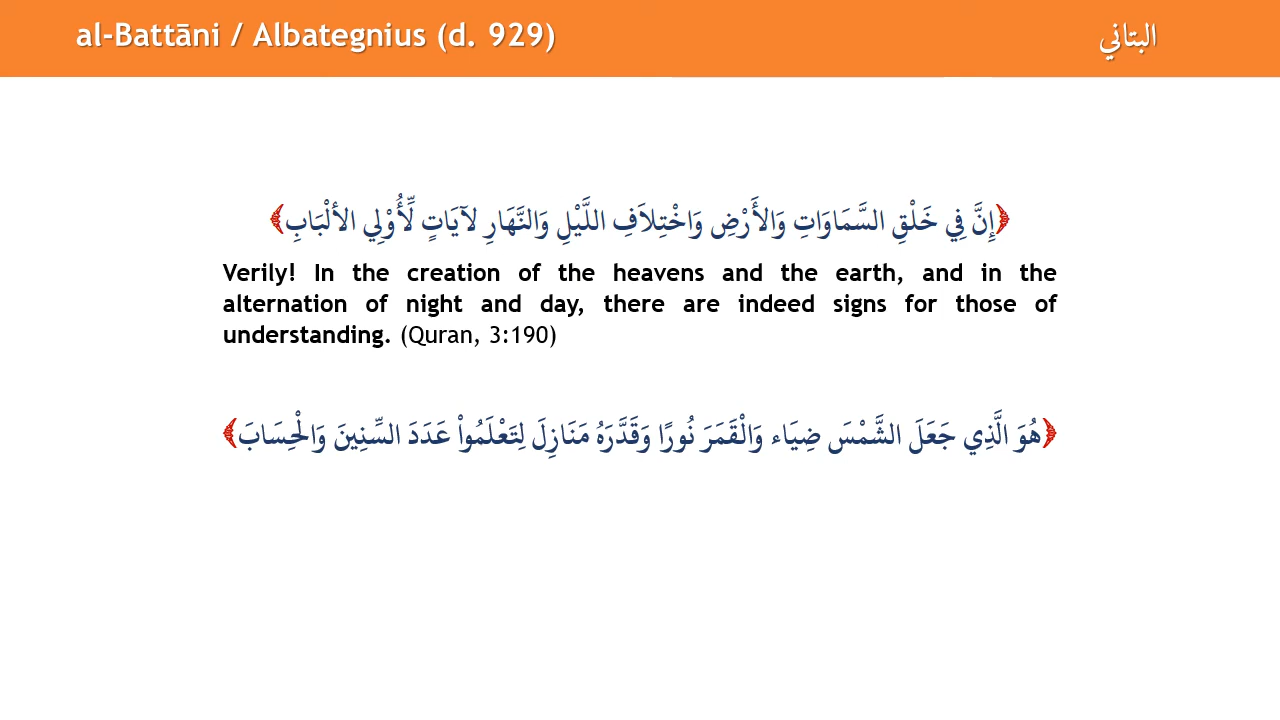 al-Battāni / Albategnius (d. 929)
البتاني
﴿إِنَّ فِي خَلْقِ السَّمَاوَاتِ وَالأَرْضِ وَاخْتِلاَفِ اللَّيْلِ وَالنَّهَارِ لآيَاتٍ لِّأُوْلِي الألْبَابِ﴾
Verily! In the creation of the heavens and the earth, and in the
alternation of night and day, there are indeed signs for those of
understanding. (Quran, 3:190)
﴿هُوَ الَّذِي جَعَلَ الشَّمْسَ ضِيَاء وَالْقَمَرَ نُورًا وَقَدَّرَهُ مَنَازِلَ لِتَعْلَمُواْ عَدَدَ السِّنِينَ وَالْحِسَابَ﴾